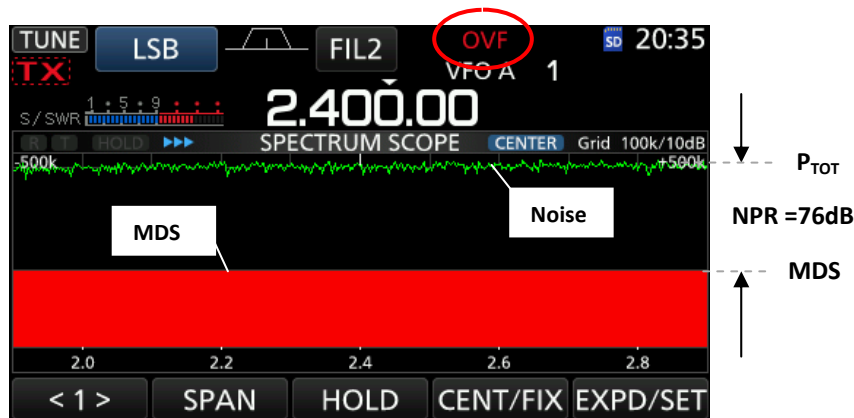 TUNE LSB FIL2 OVF SD 20:35
TX VFO A 1
S/SWR 1 • 5 • 9 2.400.00
R T HOLD SPECTRUM SCOPE CENTER Grid 100k/10dB
-500k +500k
P_TOT
Noise
NPR =76dB
MDS
MDS
2.0 2.2 2.4 2.6 2.8
< 1 > SPAN HOLD CENT/FIX EXPD/SET